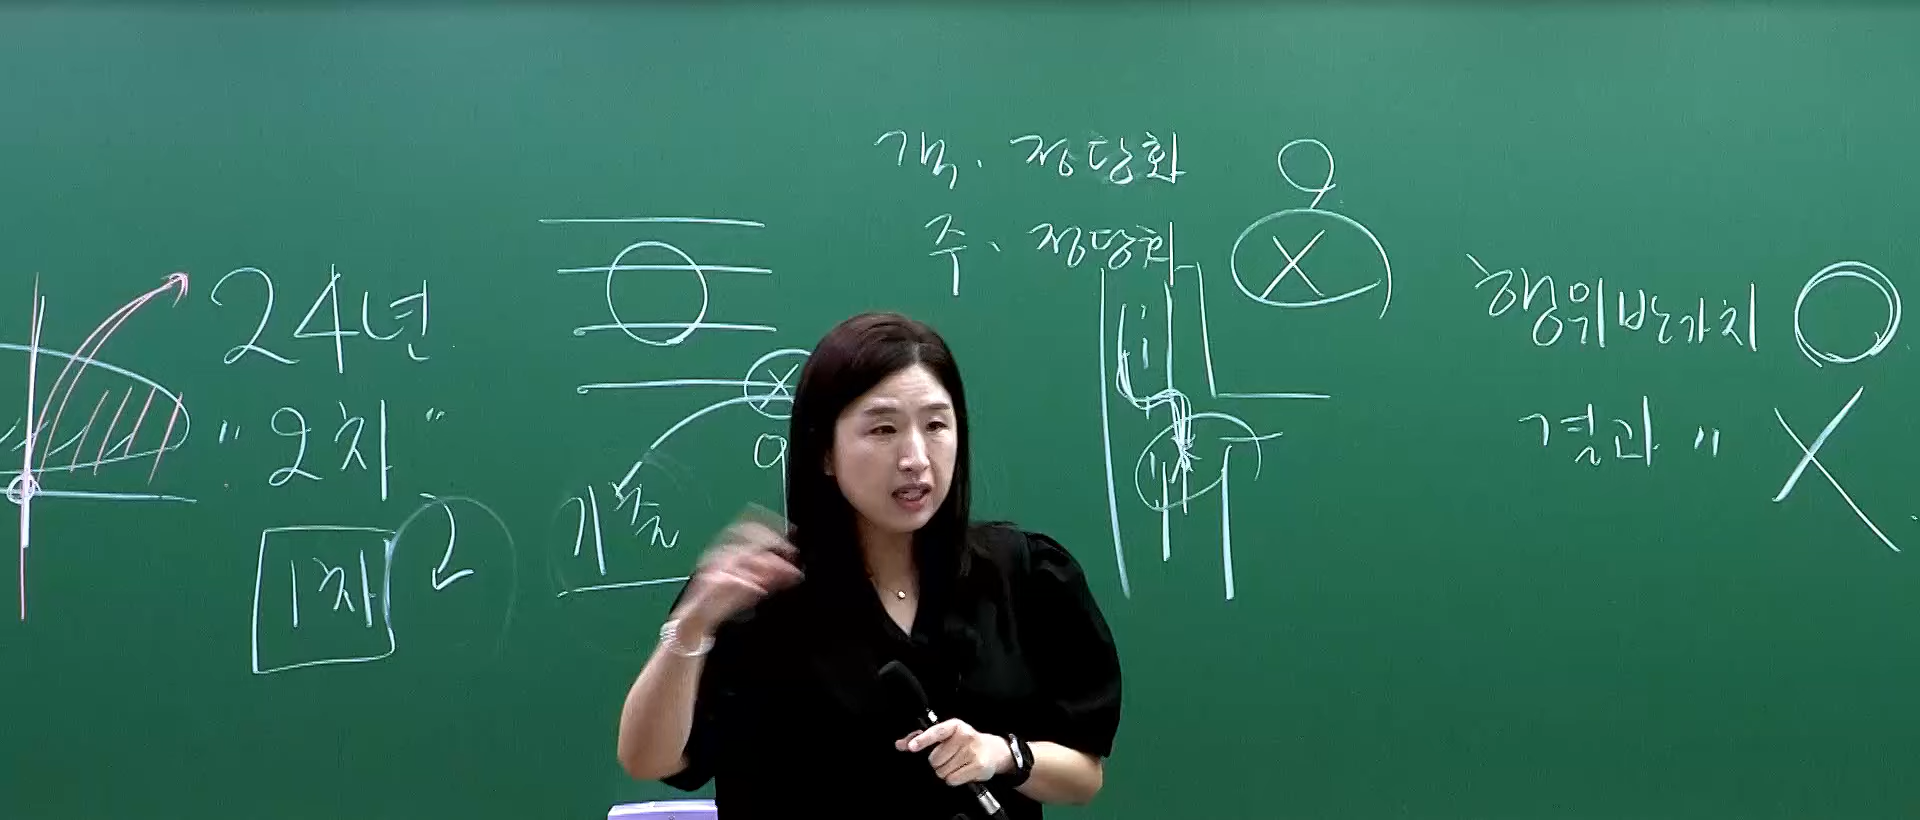 24년
"2차"
1차
기출
객. 정당화
주. 정당화
X
행위반가치 O
결과 " X